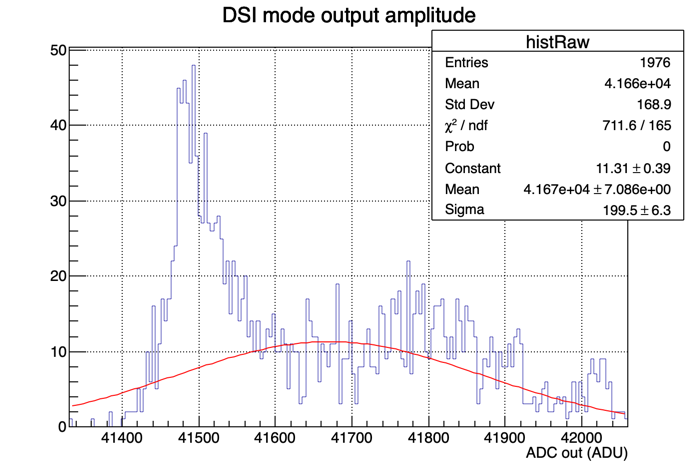 DSI mode output amplitude
histRaw
Entries 1976
Mean 4.166e+04
Std Dev 168.9
χ² / ndf 711.6 / 165
Prob 0
Constant 11.31 ± 0.39
Mean 4.167e+04 ± 7.086e+00
Sigma 199.5 ± 6.3
50
40
30
20
10
0
41400 41500 41600 41700 41800 41900 42000
ADC out (ADU)